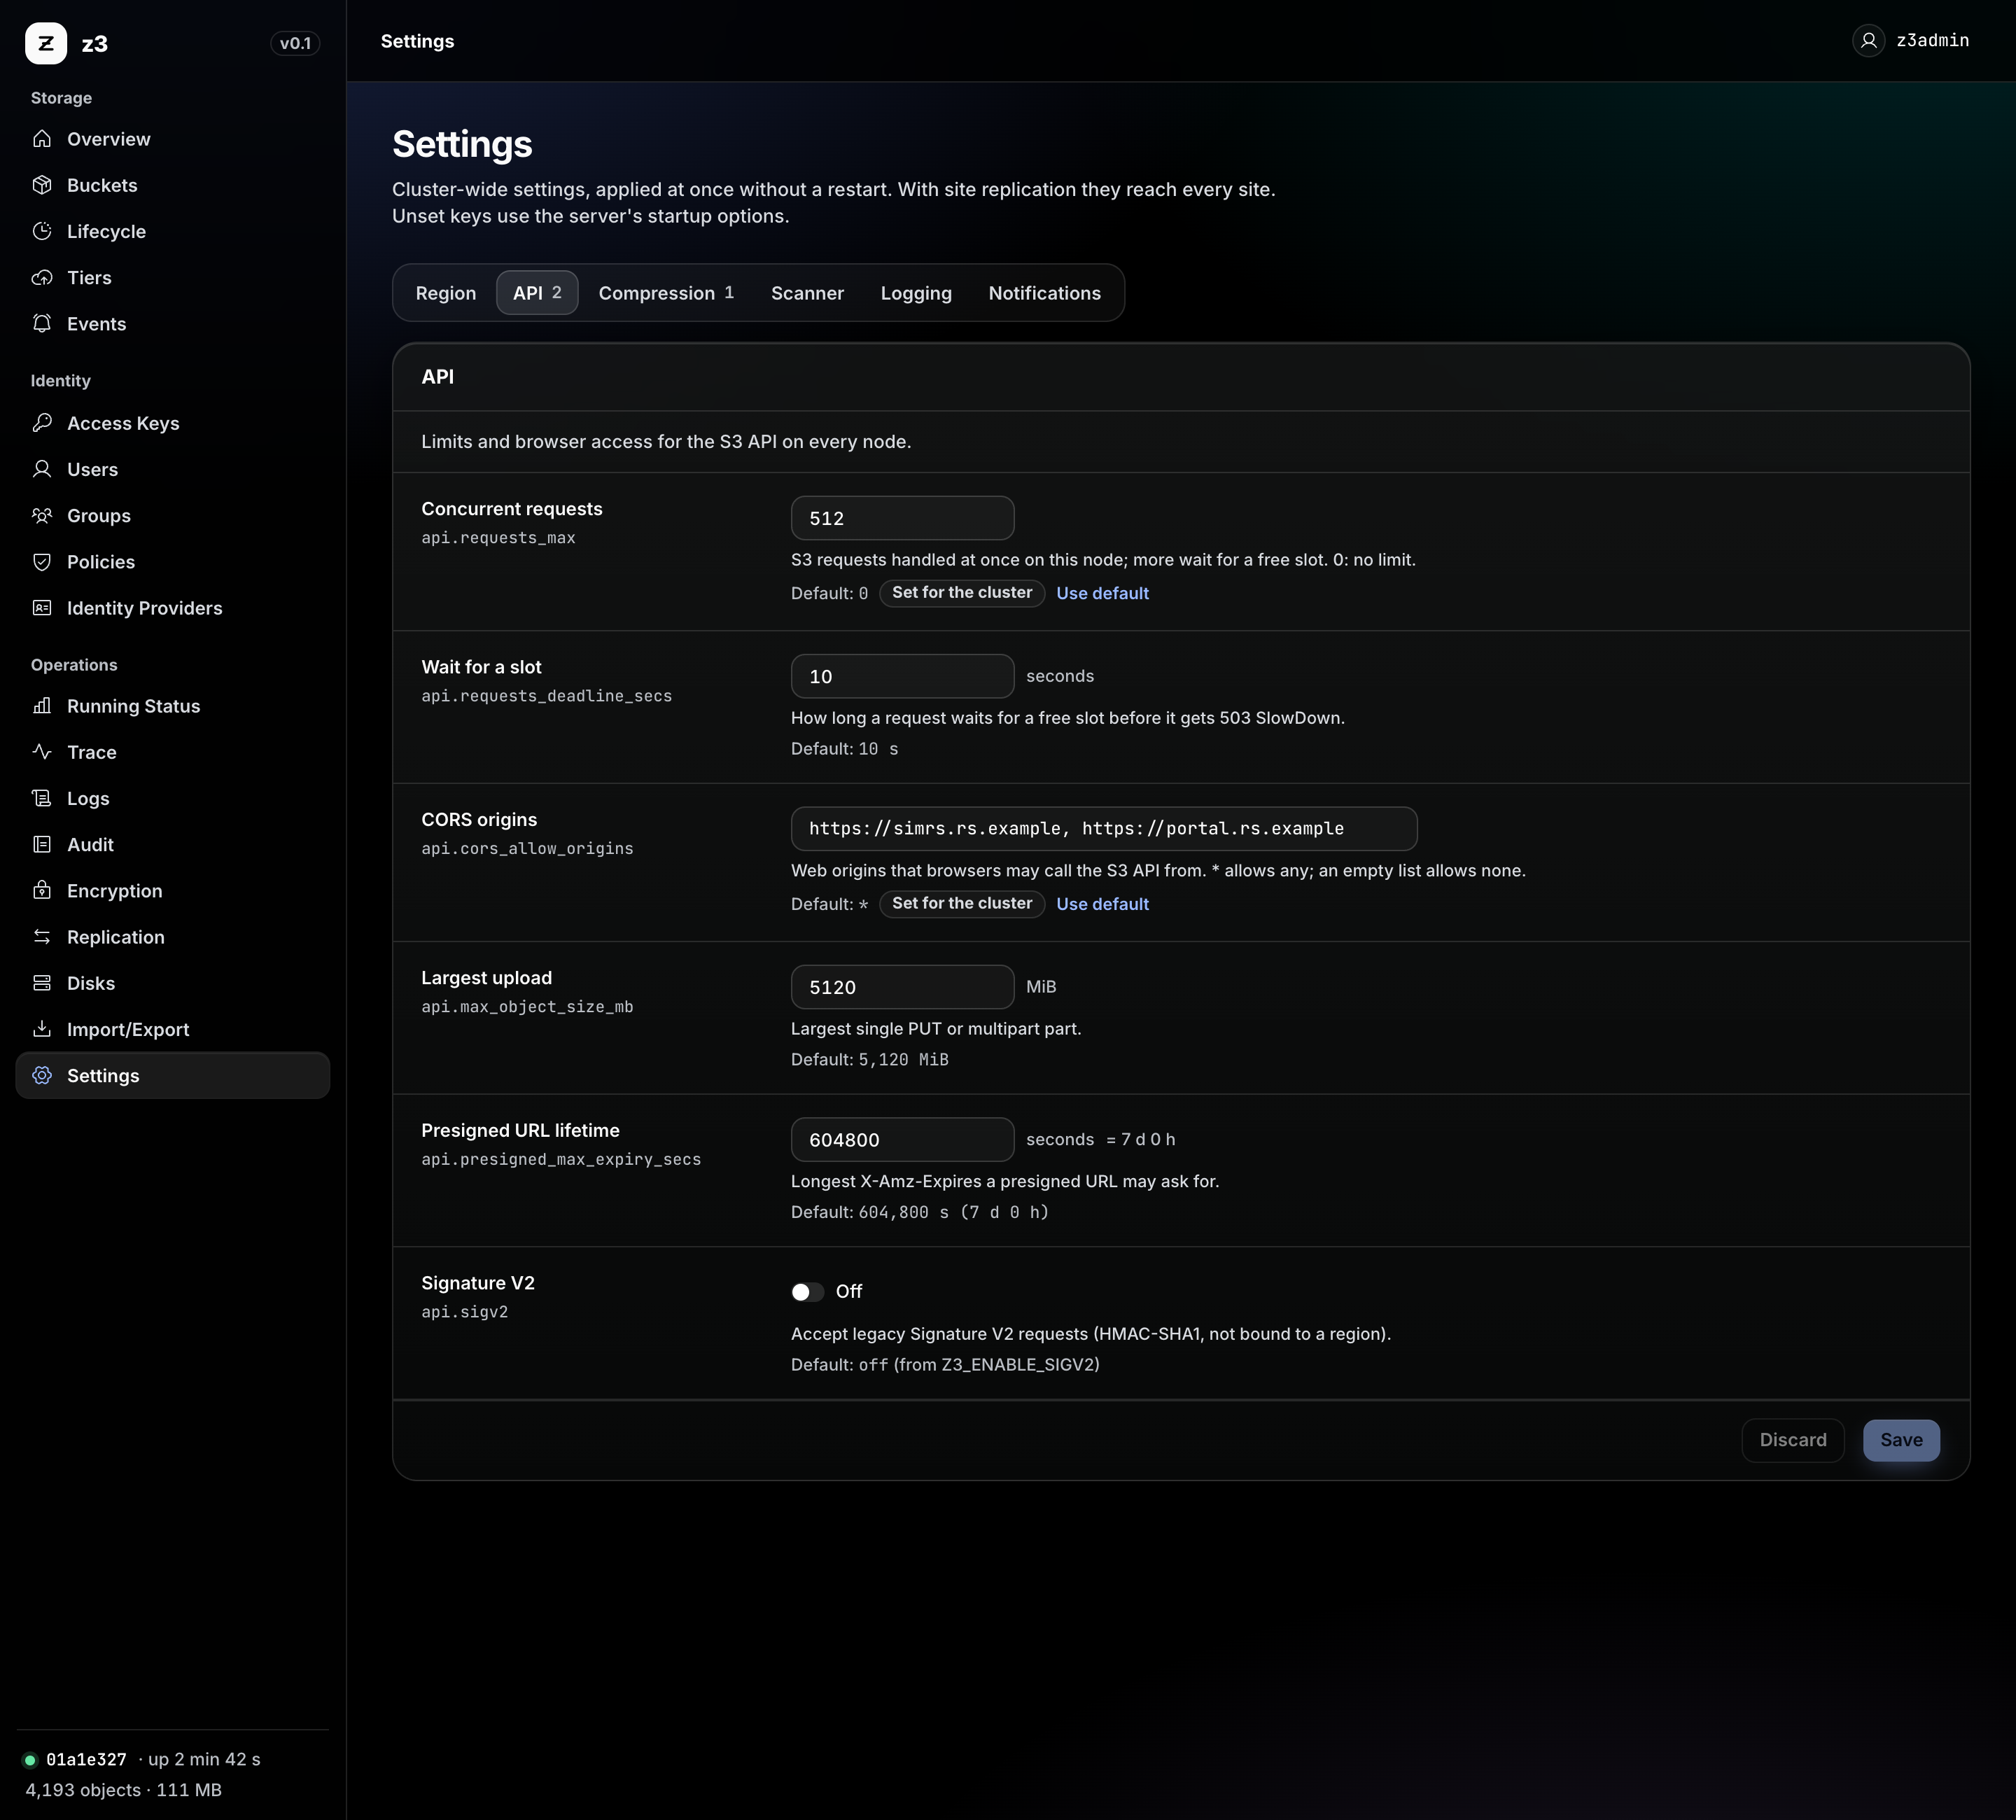 z3
v0.1
Storage
Overview
Buckets
Lifecycle
Tiers
Events
Identity
Access Keys
Users
Groups
Policies
Identity Providers
Operations
Running Status
Trace
Logs
Audit
Encryption
Replication
Disks
Import/Export
Settings
01a1e327 · up 2 min 42 s
4,193 objects · 111 MB
Settings
z3admin
Settings
Cluster-wide settings, applied at once without a restart. With site replication they reach every site.
Unset keys use the server's startup options.
Region API 2 Compression 1 Scanner Logging Notifications
API
Limits and browser access for the S3 API on every node.
Concurrent requests
api.requests_max
512
S3 requests handled at once on this node; more wait for a free slot. 0: no limit.
Default: 0 Set for the cluster Use default
Wait for a slot
api.requests_deadline_secs
10 seconds
How long a request waits for a free slot before it gets 503 SlowDown.
Default: 10 s
CORS origins
api.cors_allow_origins
https://simrs.rs.example, https://portal.rs.example
Web origins that browsers may call the S3 API from. * allows any; an empty list allows none.
Default: * Set for the cluster Use default
Largest upload
api.max_object_size_mb
5120 MiB
Largest single PUT or multipart part.
Default: 5,120 MiB
Presigned URL lifetime
api.presigned_max_expiry_secs
604800 seconds = 7 d 0 h
Longest X-Amz-Expires a presigned URL may ask for.
Default: 604,800 s (7 d 0 h)
Signature V2
api.sigv2
Off
Accept legacy Signature V2 requests (HMAC-SHA1, not bound to a region).
Default: off (from Z3_ENABLE_SIGV2)
Discard Save